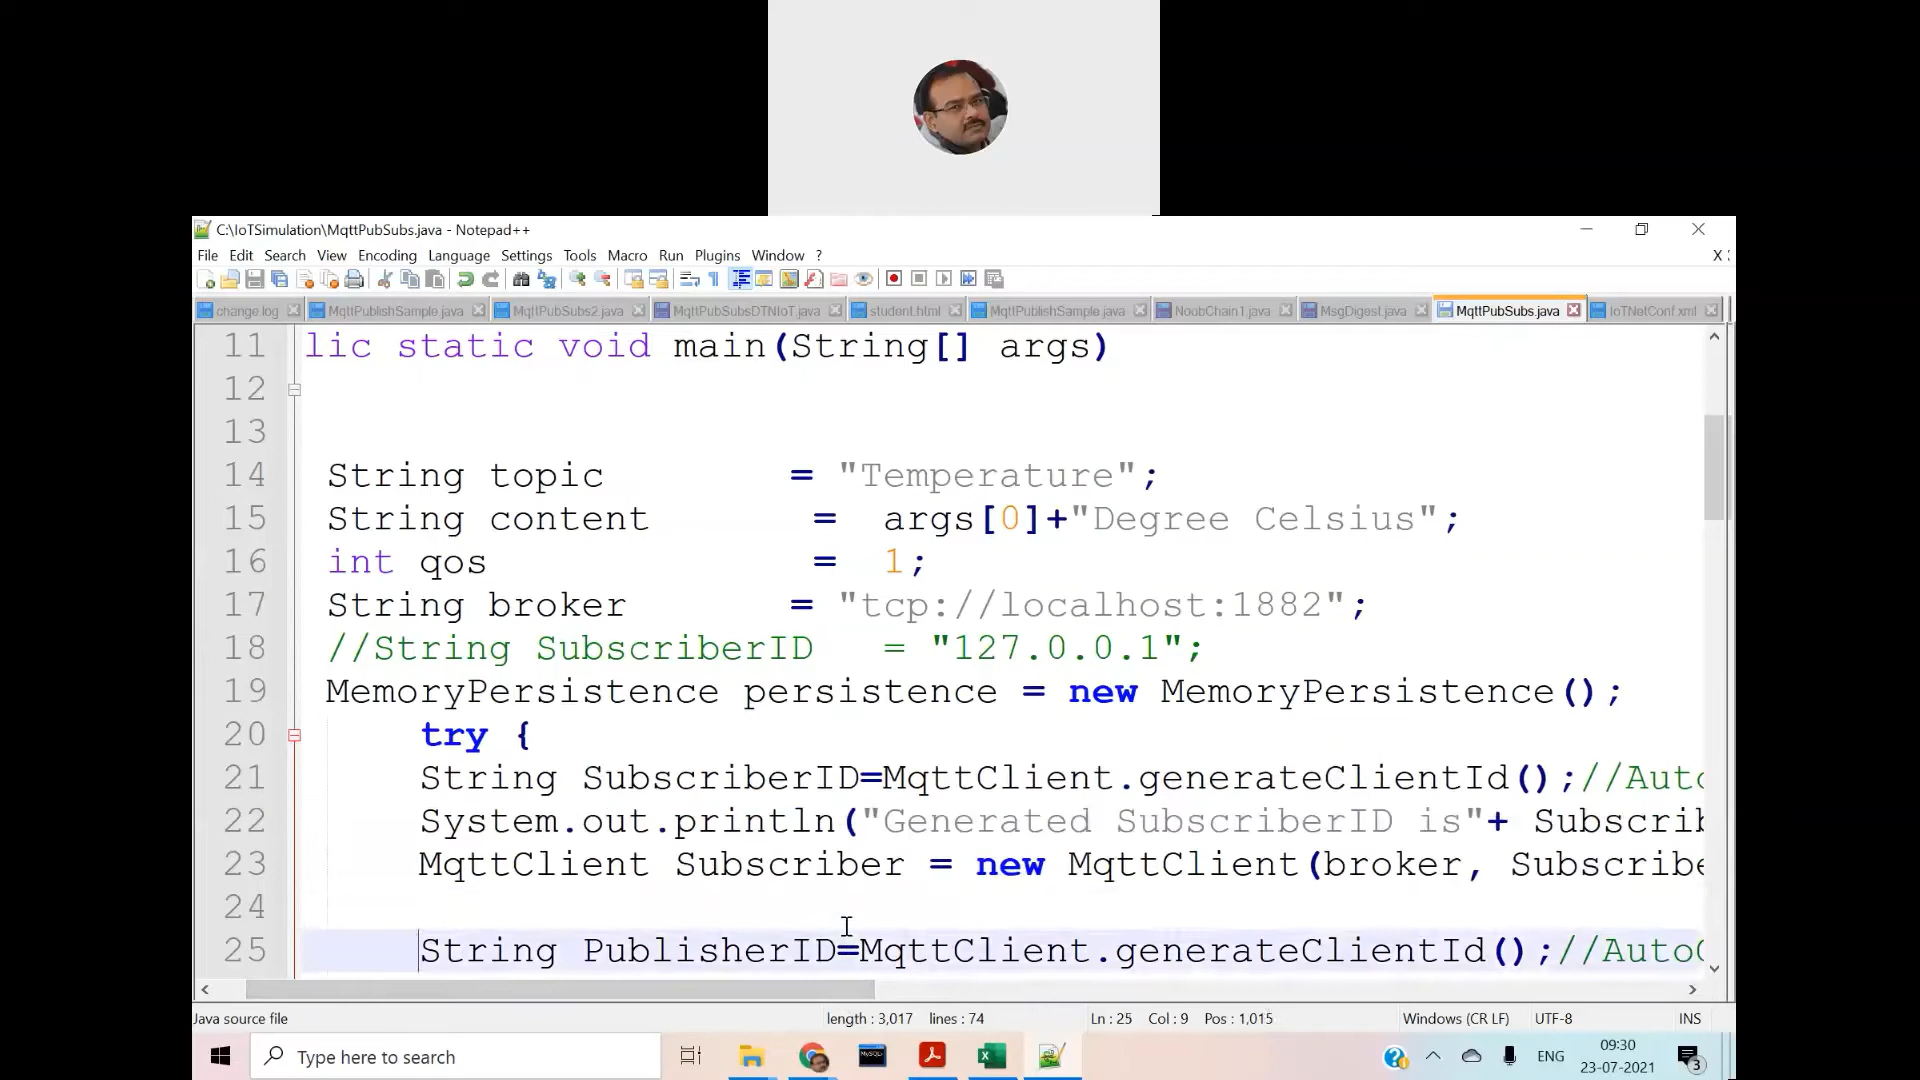 C:\IoTSimulation\MqttPubSubs.java - Notepad++
File Edit Search View Encoding Language Settings Tools Macro Run Plugins Window ? X
change.log MqttPublishSample.java MqttPubSubs2.java MqttPubSubsDTNIoT.java student.html MqttPublishSample.java NoobChain1.java MsgDigest.java MqttPubSubs.java IoTNetConf.xml
11 lic static void main(String[] args)
12
13
14 String topic = "Temperature";
15 String content = args[0]+"Degree Celsius";
16 int qos = 1;
17 String broker = "tcp://localhost:1882";
18 //String SubscriberID = "127.0.0.1";
19 MemoryPersistence persistence = new MemoryPersistence();
20 try {
21 String SubscriberID=MqttClient.generateClientId();//Auto
22 System.out.println("Generated SubscriberID is"+ Subscrib
23 MqttClient Subscriber = new MqttClient(broker, Subscribe
24
25 String PublisherID=MqttClient.generateClientId();//Auto
Java source file length : 3,017 lines : 74 Ln : 25 Col : 9 Pos : 1,015 Windows (CR LF) UTF-8 INS
Type here to search MySQL ENG 09:30
23-07-2021 3